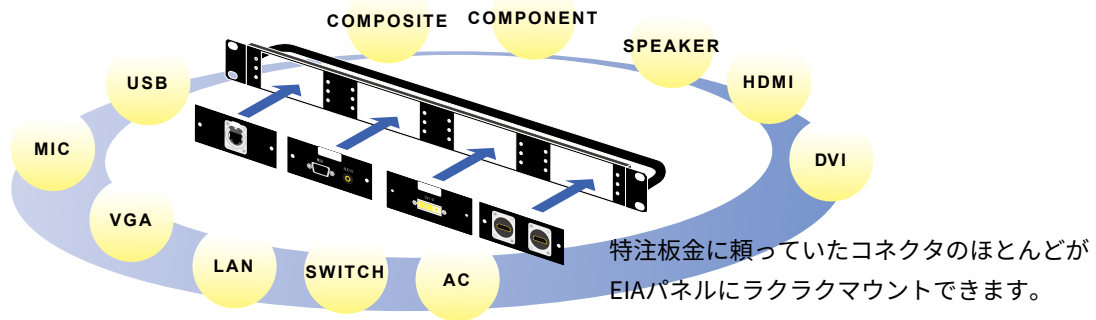 COMPOSITE
COMPONENT
SPEAKER
HDMI
USB
MIC
DVI
VGA
LAN
SWITCH
AC
特注板金に頼っていたコネクタのほとんどが
EIAパネルにラクラクマウントできます。